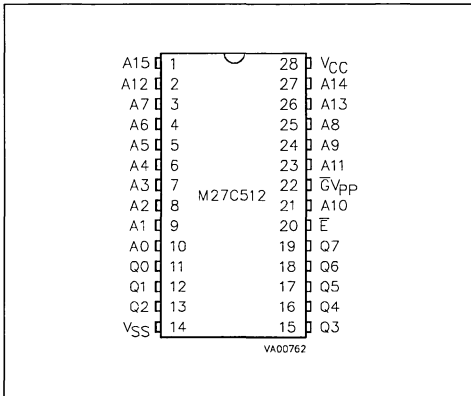 A15 1 28 VCC
A12 2 27 A14
A7 3 26 A13
A6 4 25 A8
A5 5 24 A9
A4 6 23 A11
A3 7 M27C512 22 G̅VPP
A2 8 21 A10
A1 9 20 E̅
A0 10 19 Q7
Q0 11 18 Q6
Q1 12 17 Q5
Q2 13 16 Q4
VSS 14 15 Q3
VA00762